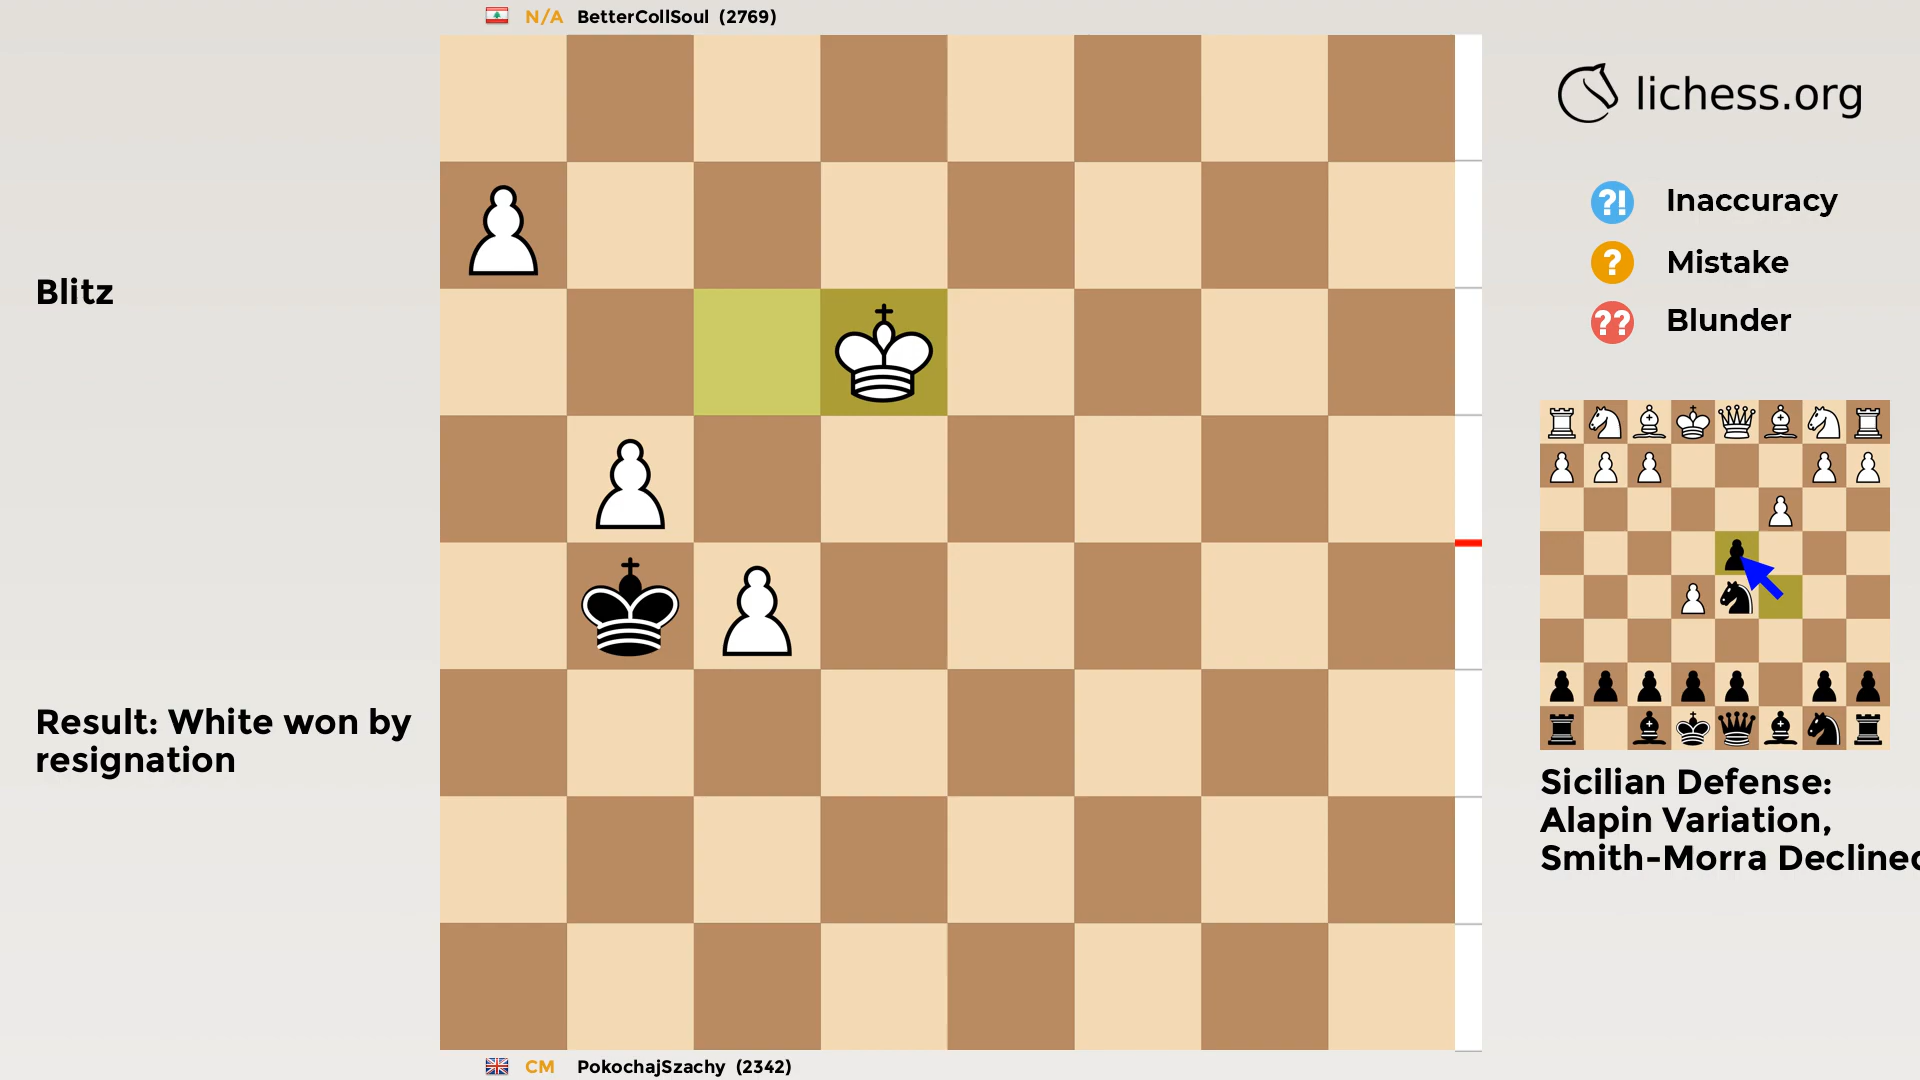 N/A BetterCollSoul (2769)
lichess.org
?! Inaccuracy
? Mistake
?? Blunder
Blitz
Result: White won by
resignation
Sicilian Defense:
Alapin Variation,
Smith-Morra Declined
CM PokochajSzachy (2342)